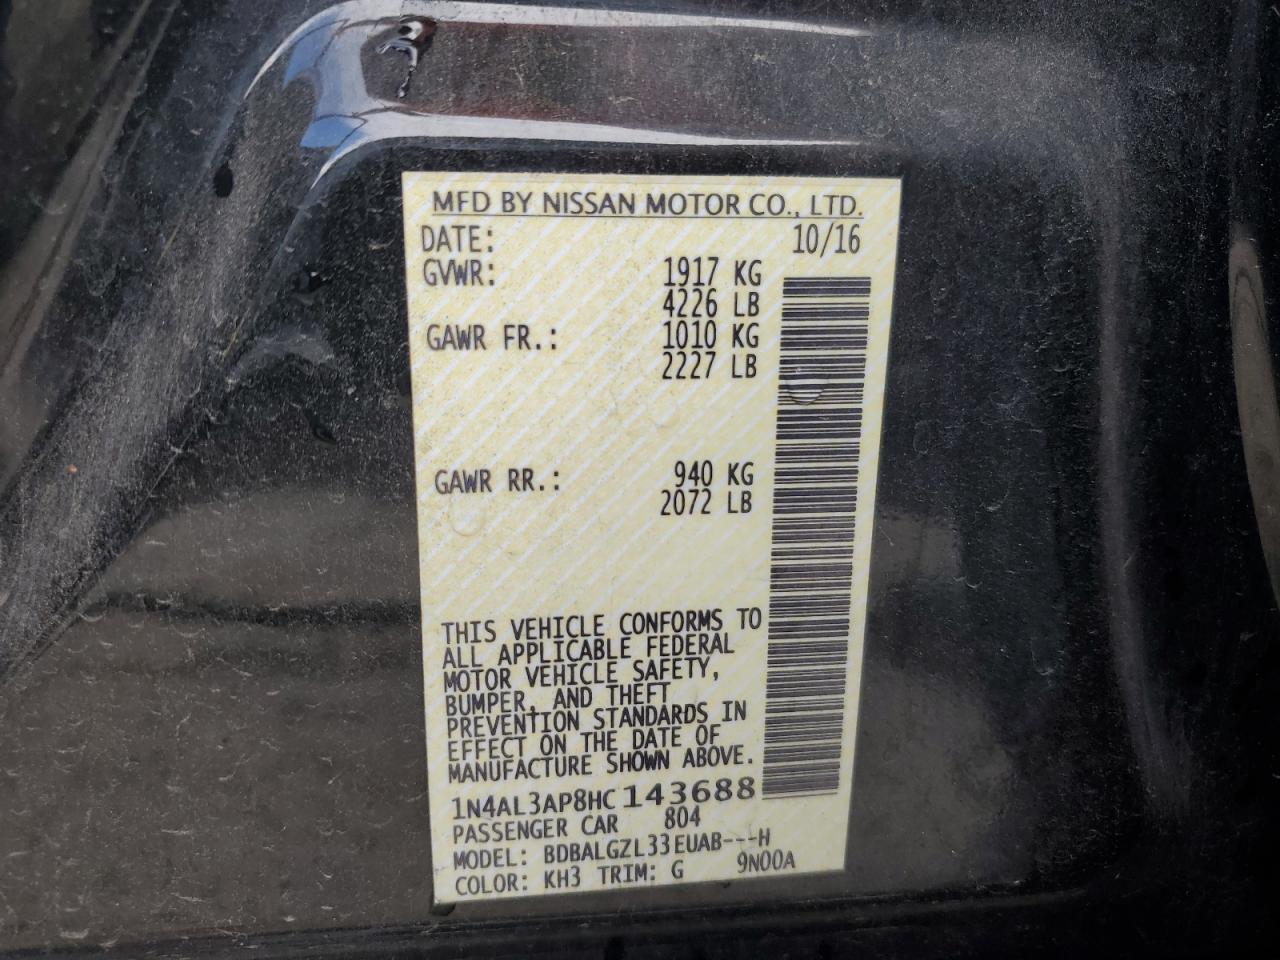 MFD BY NISSAN MOTOR CO., LTD.
DATE: 10/16
GVWR: 1917 KG
4226 LB
GAWR FR.: 1010 KG
2227 LB
GAWR RR.: 940 KG
2072 LB
THIS VEHICLE CONFORMS TO
ALL APPLICABLE FEDERAL
MOTOR VEHICLE SAFETY,
BUMPER, AND THEFT
PREVENTION STANDARDS IN
EFFECT ON THE DATE OF
MANUFACTURE SHOWN ABOVE.
1N4AL3AP8HC143688
PASSENGER CAR 804
MODEL: BDBALGZL33EUAB---H
COLOR: KH3 TRIM: G 9N00A